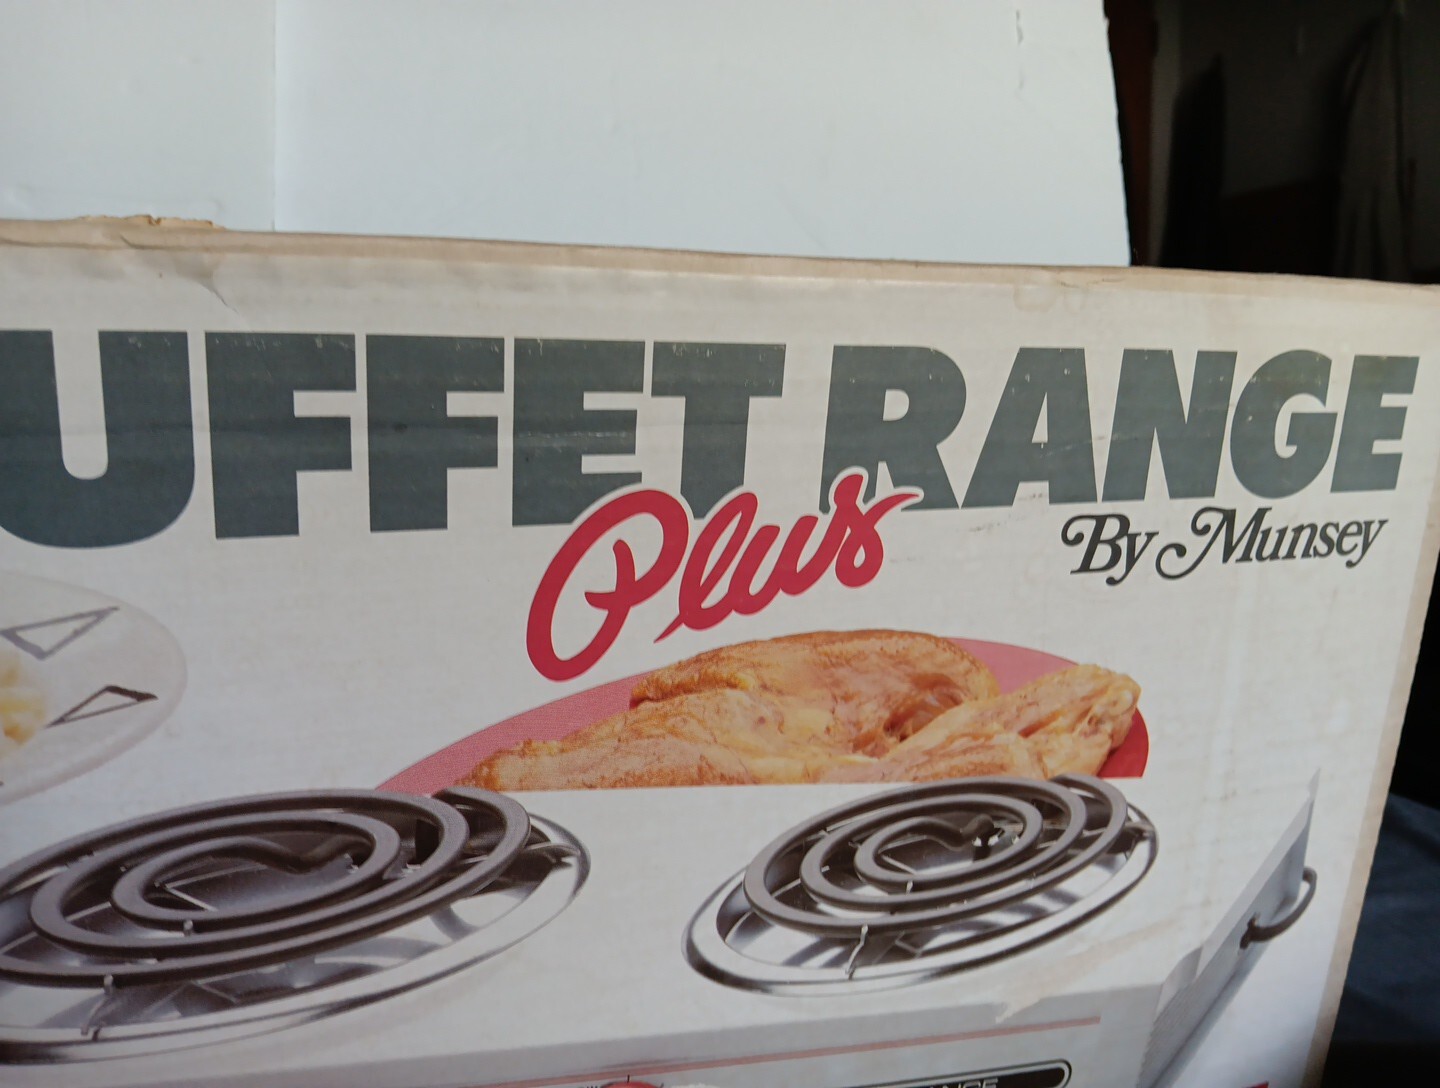 UFFET RANGE
Plus
By Munsey